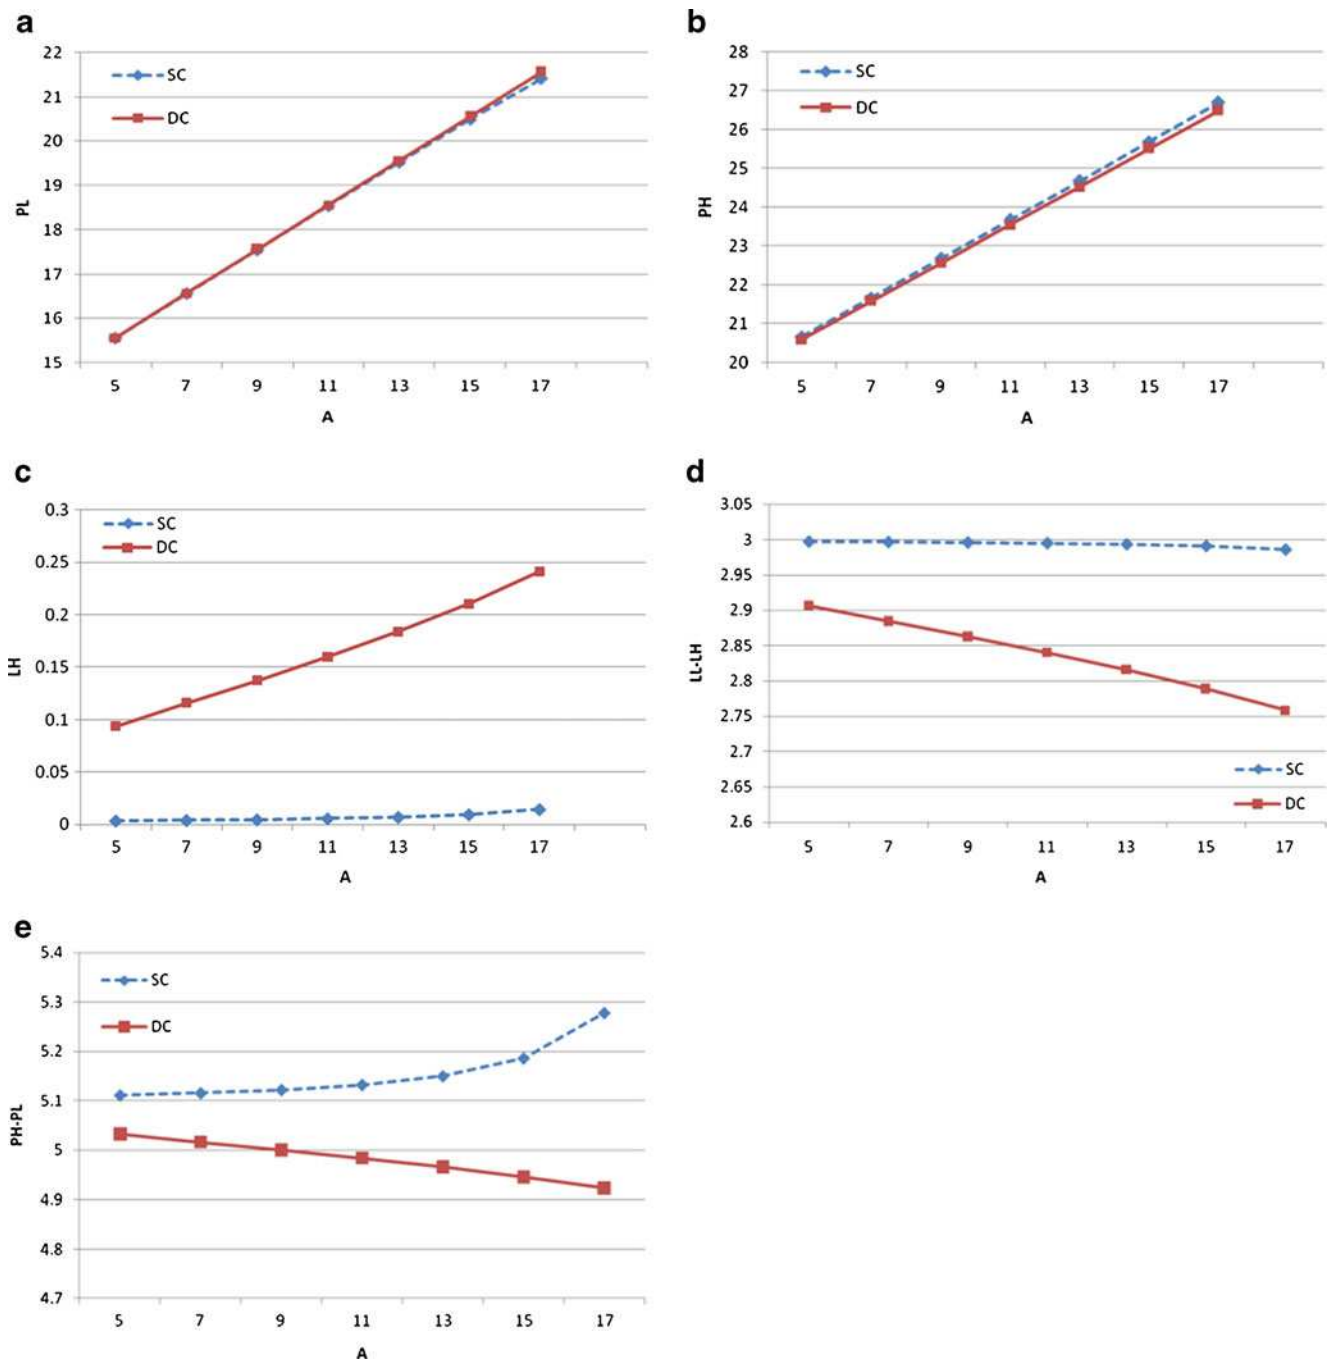 a
22
21
20
19
18
17
16
15
PL
SC
DC
5 7 9 11 13 15 17
A
b
28
27
26
25
24
23
22
21
20
PH
SC
DC
5 7 9 11 13 15 17
A
c
0.3
0.25
0.2
0.15
0.1
0.05
0
LH
SC
DC
5 7 9 11 13 15 17
A
d
3.05
3
2.95
2.9
2.85
2.8
2.75
2.7
2.65
2.6
LL-LH
SC
DC
5 7 9 11 13 15 17
A
e
5.4
5.3
5.2
5.1
5
4.9
4.8
4.7
PH-PL
SC
DC
5 7 9 11 13 15 17
A